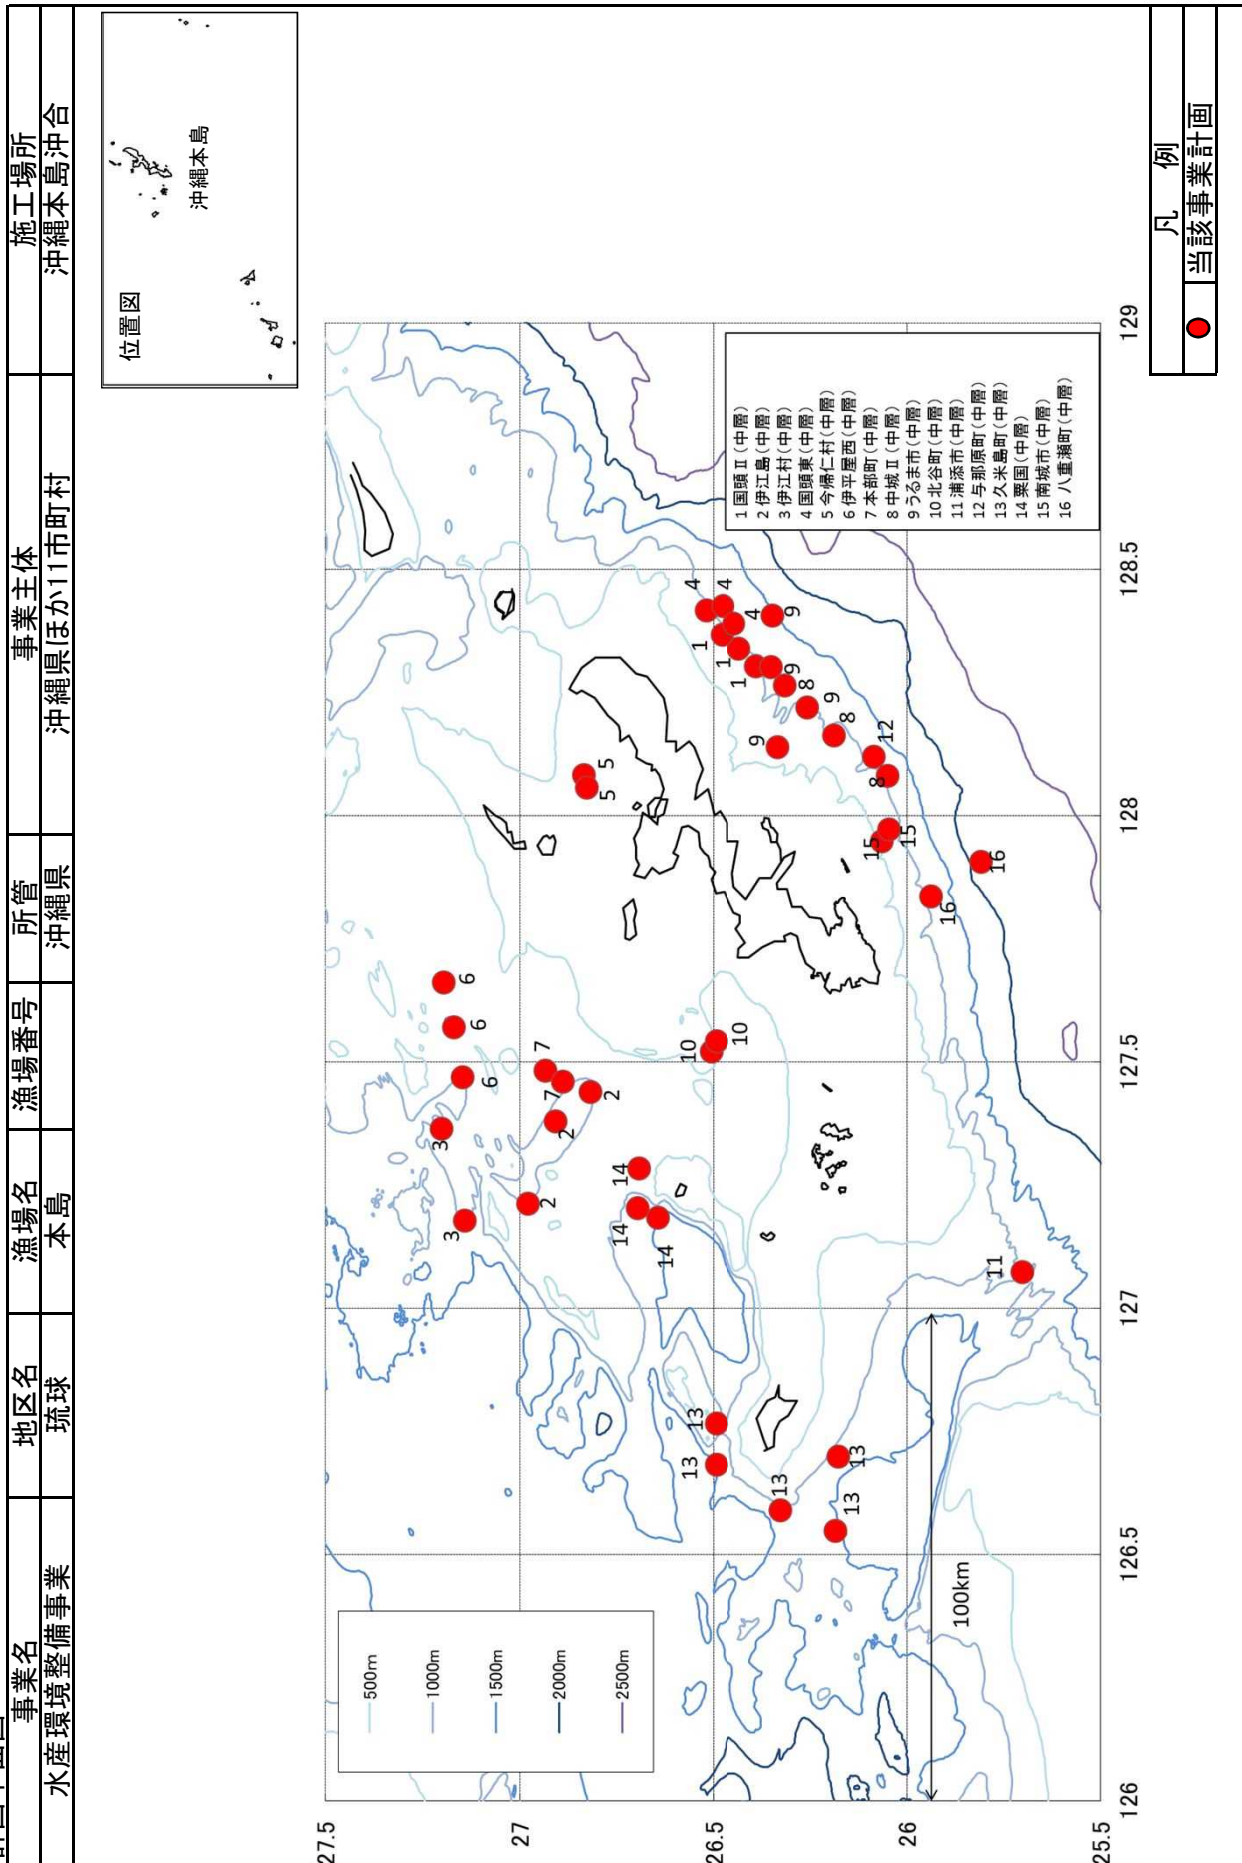 事業名 地区名 漁場名 漁場番号 所管 事業主体 施工場所
水産環境整備事業 琉球 本島 沖縄県 沖縄県ほか11市町村 沖縄本島沖合
位置図
沖縄本島
27.5
27
26.5
26
25.5
126
126.5
127
127.5
128
128.5
129
500m
1000m
1500m
2000m
2500m
100km
3
3
6
6
6
2
2
2
7
7
14
14
14
10
10
5
5
13
13
13
13
13
11
16
16
15
15
8
12
8
9
8
9
9
9
1
1
1
4
4
4
1 国頭Ⅱ(中層)
2 伊江島(中層)
3 伊江村(中層)
4 国頭東(中層)
5 今帰仁村(中層)
6 伊平屋西(中層)
7 本部町(中層)
8 中城Ⅱ(中層)
9 うるま市(中層)
10 北谷町(中層)
11 浦添市(中層)
12 与那原町(中層)
13 久米島町(中層)
14 粟国(中層)
15 南城市(中層)
16 八重瀬町(中層)
凡 例
当該事業計画